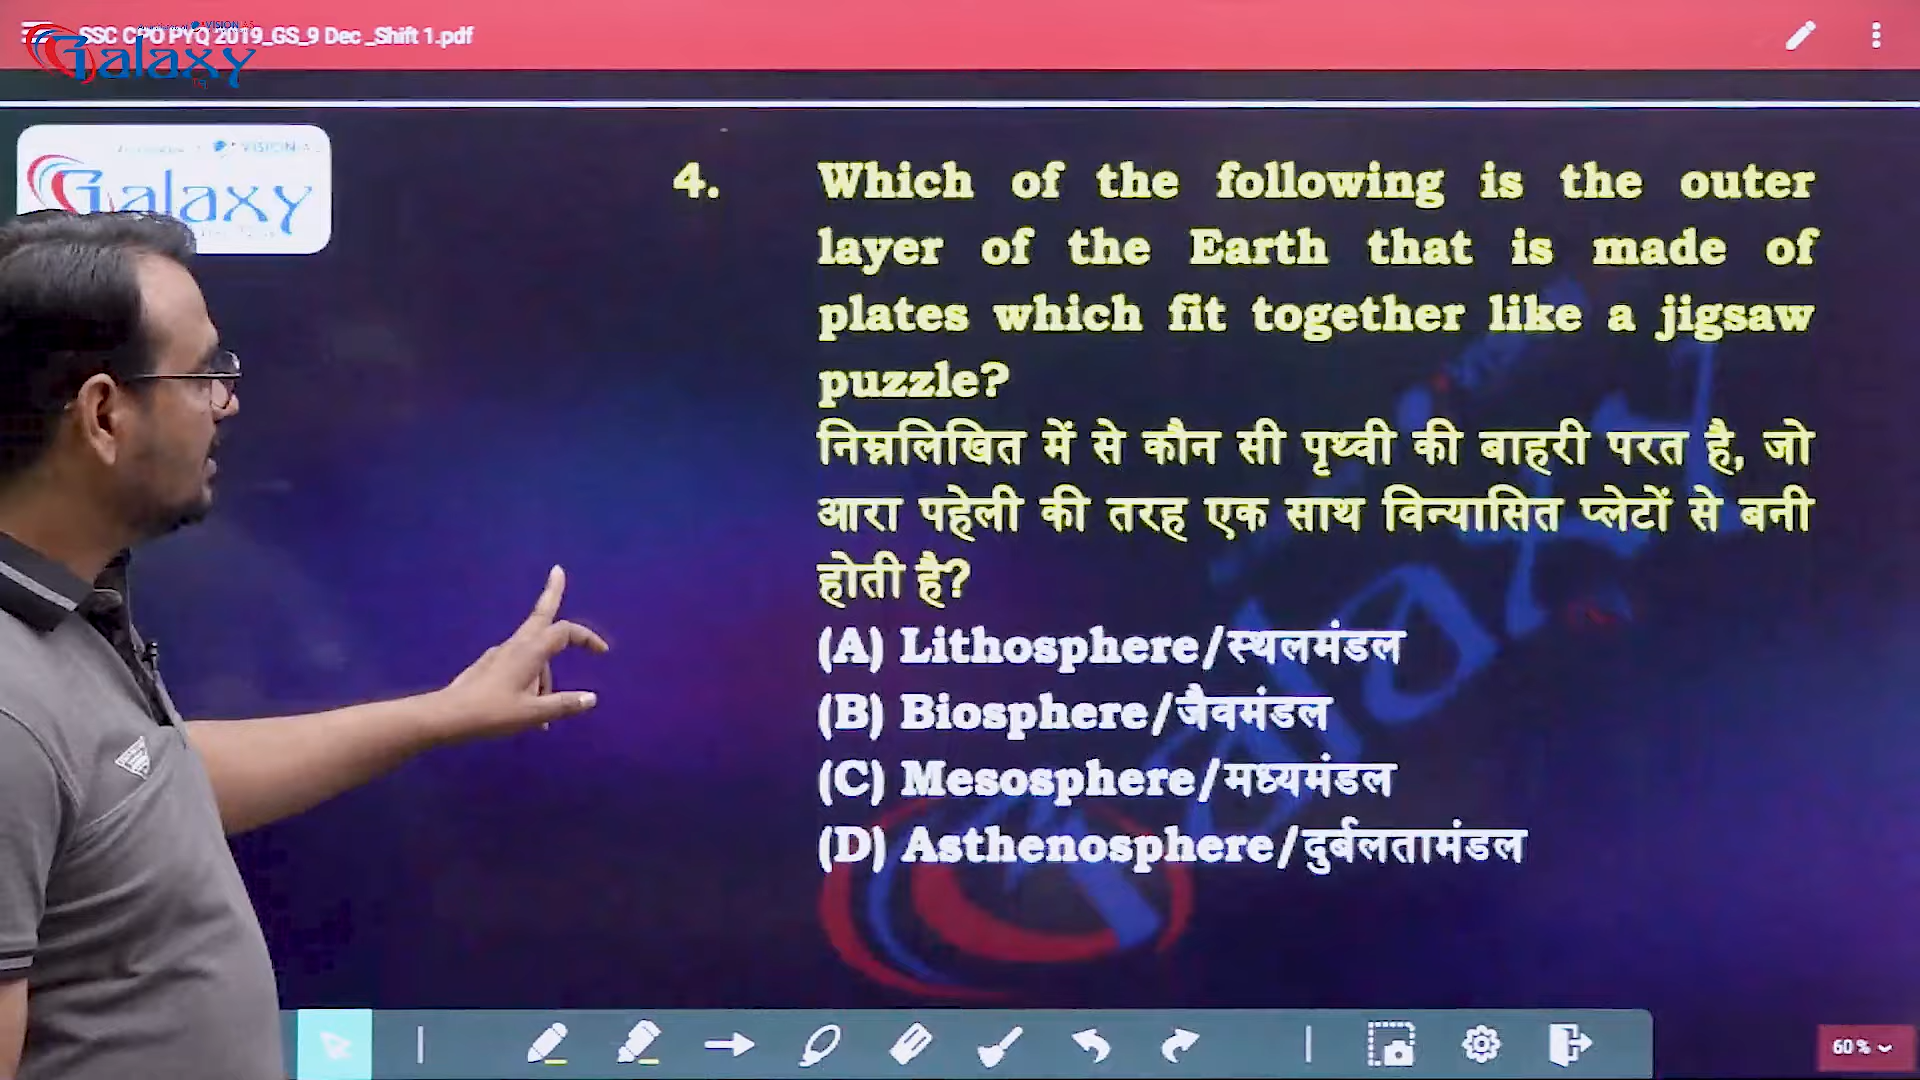 SSC CPO PYQ 2019_GS_9 Dec _Shift 1.pdf
Galaxy
VISION IAS
Galaxy
4. Which of the following is the outer
layer of the Earth that is made of
plates which fit together like a jigsaw
puzzle?
निम्नलिखित में से कौन सी पृथ्वी की बाहरी परत है, जो
आरा पहेली की तरह एक साथ विन्यासित प्लेटों से बनी
होती है?
(A) Lithosphere/स्थलमंडल
(B) Biosphere/जैवमंडल
(C) Mesosphere/मध्यमंडल
(D) Asthenosphere/दुर्बलतामंडल
60 %